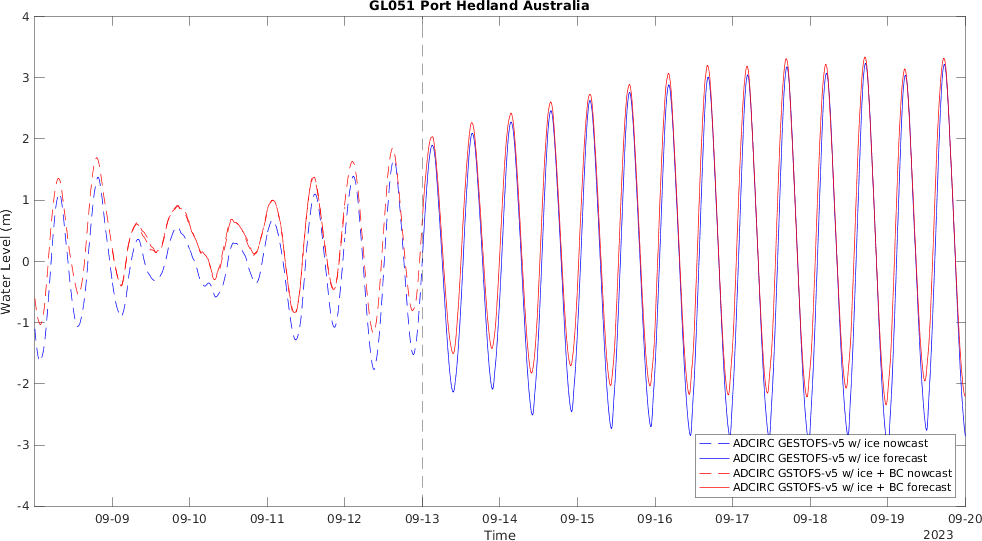 GL051 Port Hedland Australia
4
3
2
1
0
-1
-2
-3
-4
Water Level (m)
ADCIRC GESTOFS-v5 w/ ice nowcast
ADCIRC GESTOFS-v5 w/ ice forecast
ADCIRC GSTOFS-v5 w/ ice + BC nowcast
ADCIRC GSTOFS-v5 w/ ice + BC forecast
09-09 09-10 09-11 09-12 09-13 09-14 09-15 09-16 09-17 09-18 09-19 09-20
Time
2023